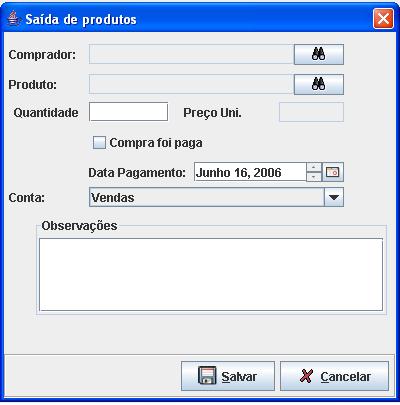 Saída de produtos
Comprador:
Produto:
Quantidade Preço Uni.
Compra foi paga
Data Pagamento: Junho 16, 2006
Conta: Vendas
Observações
Salvar Cancelar